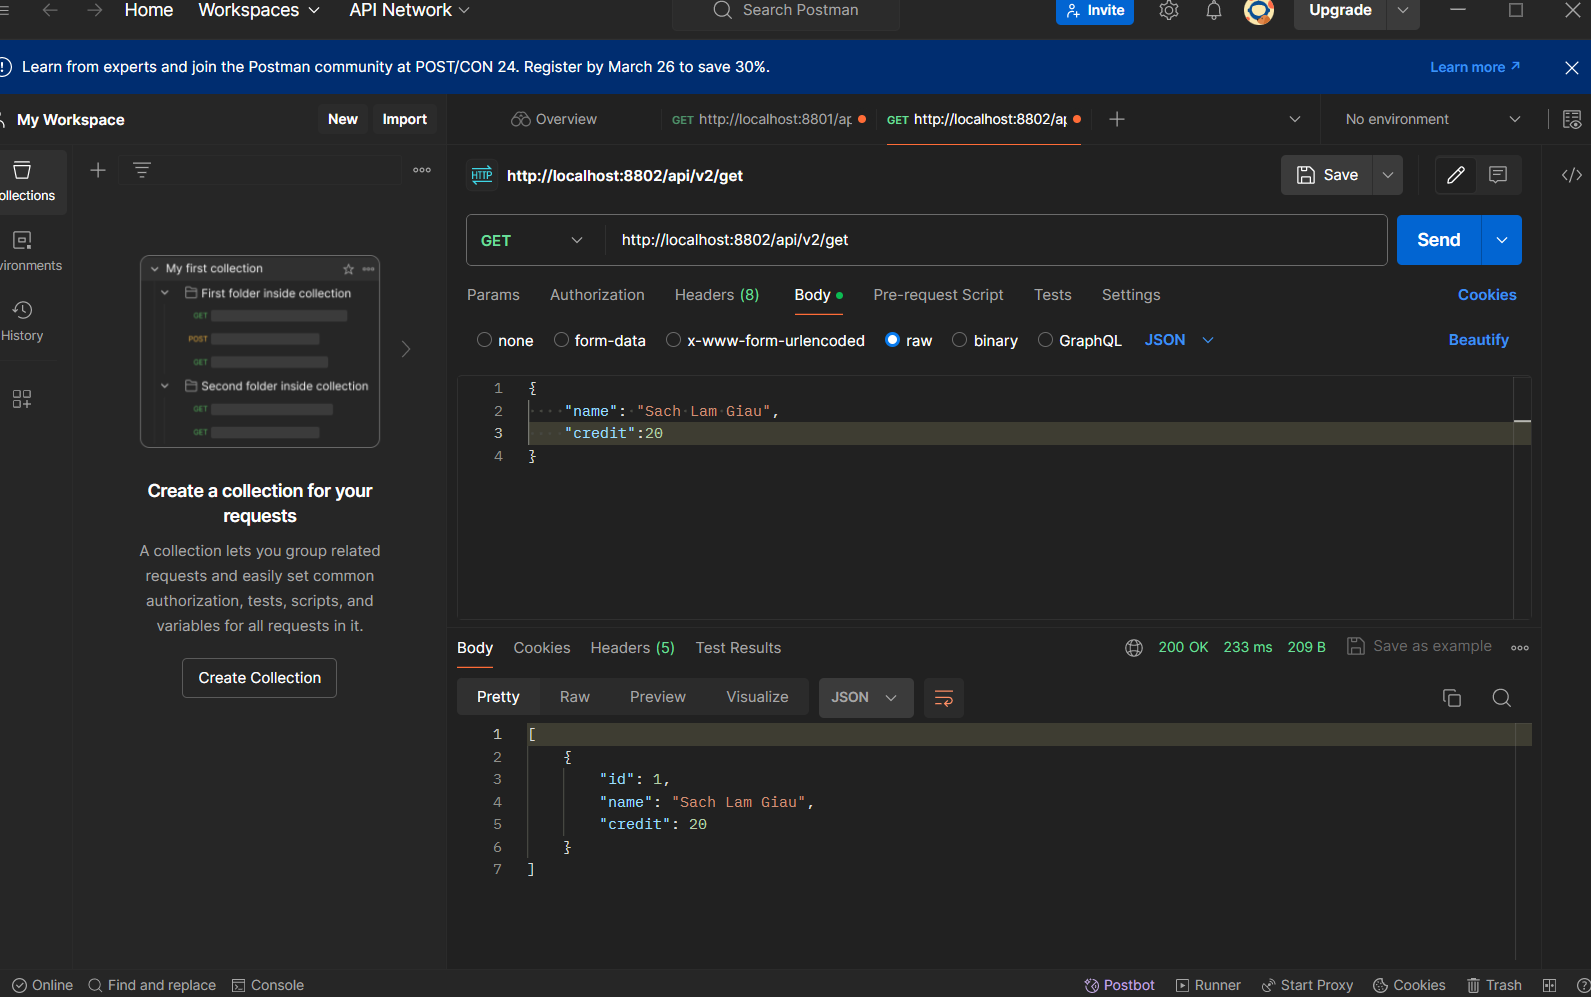 Home Workspaces API Network Search Postman Invite Upgrade
Learn from experts and join the Postman community at POST/CON 24. Register by March 26 to save 30%. Learn more ↗
My Workspace New Import Overview GET http://localhost:8801/ap GET http://localhost:8802/ap No environment
ollections
HTTP http://localhost:8802/api/v2/get Save
GET http://localhost:8802/api/v2/get Send
vironments
History
Params Authorization Headers (8) Body Pre-request Script Tests Settings Cookies
none form-data x-www-form-urlencoded raw binary GraphQL JSON Beautify
My first collection
First folder inside collection
GET
POST
GET
Second folder inside collection
GET
GET
Create a collection for your
requests
A collection lets you group related
requests and easily set common
authorization, tests, scripts, and
variables for all requests in it.
Create Collection
1 {
2 "name": "Sach Lam Giau",
3 "credit":20
4 }
Body Cookies Headers (5) Test Results 200 OK 233 ms 209 B Save as example
Pretty Raw Preview Visualize JSON
1 [
2 {
3 "id": 1,
4 "name": "Sach Lam Giau",
5 "credit": 20
6 }
7 ]
Online Find and replace Console Postbot Runner Start Proxy Cookies Trash